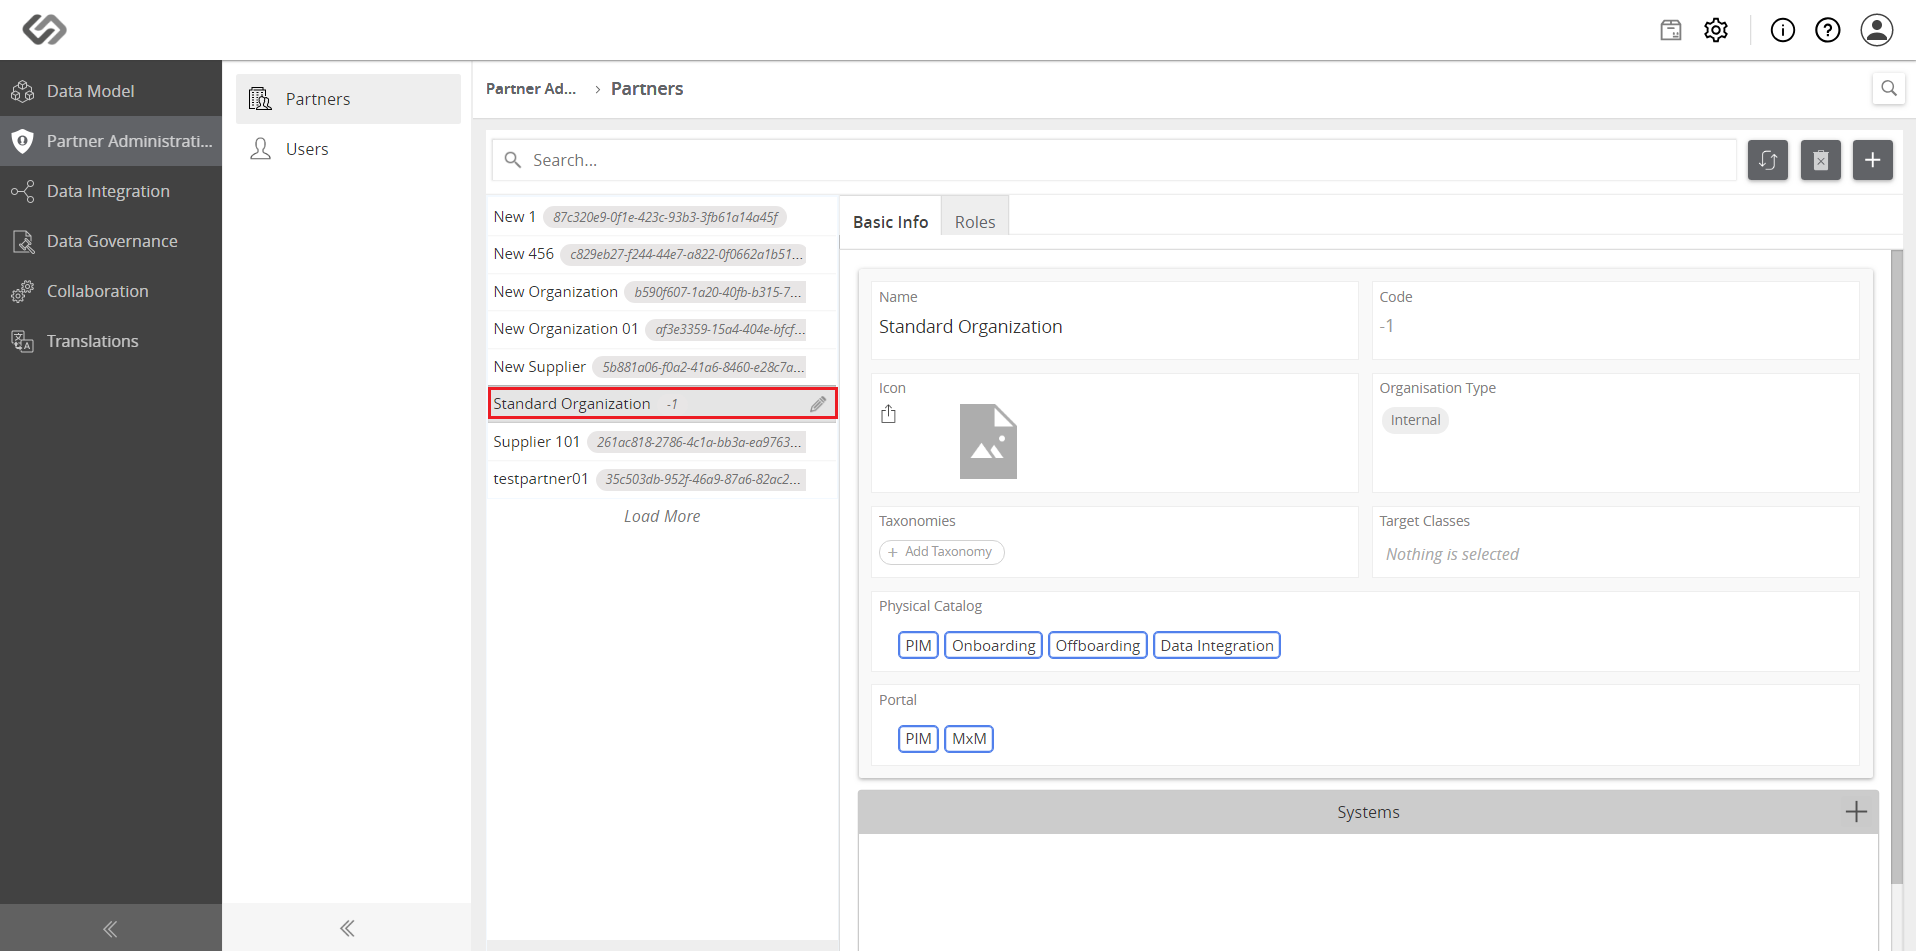 Data Model
Partner Administrati...
Data Integration
Data Governance
Collaboration
Translations
Partners
Users
Partner Ad... > Partners
Search...
New 1 87c320e9-0f1e-423c-93b3-3fb61a14a45f
New 456 c829eb27-f244-44e7-a822-0f0662a1b51...
New Organization b590f607-1a20-40fb-b315-7...
New Organization 01 af3e3359-15a4-404e-bfcf...
New Supplier 5b881a06-f0a2-41a6-8460-e28c7a...
Standard Organization -1
Supplier 101 261ac818-2786-4c1a-bb3a-ea9763...
testpartner01 35c503db-952f-46a9-87a6-82ac2...
Load More
Basic Info Roles
Name
Standard Organization
Code
-1
Icon
Organisation Type
Internal
Taxonomies
+ Add Taxonomy
Target Classes
Nothing is selected
Physical Catalog
PIM Onboarding Offboarding Data Integration
Portal
PIM MxM
Systems